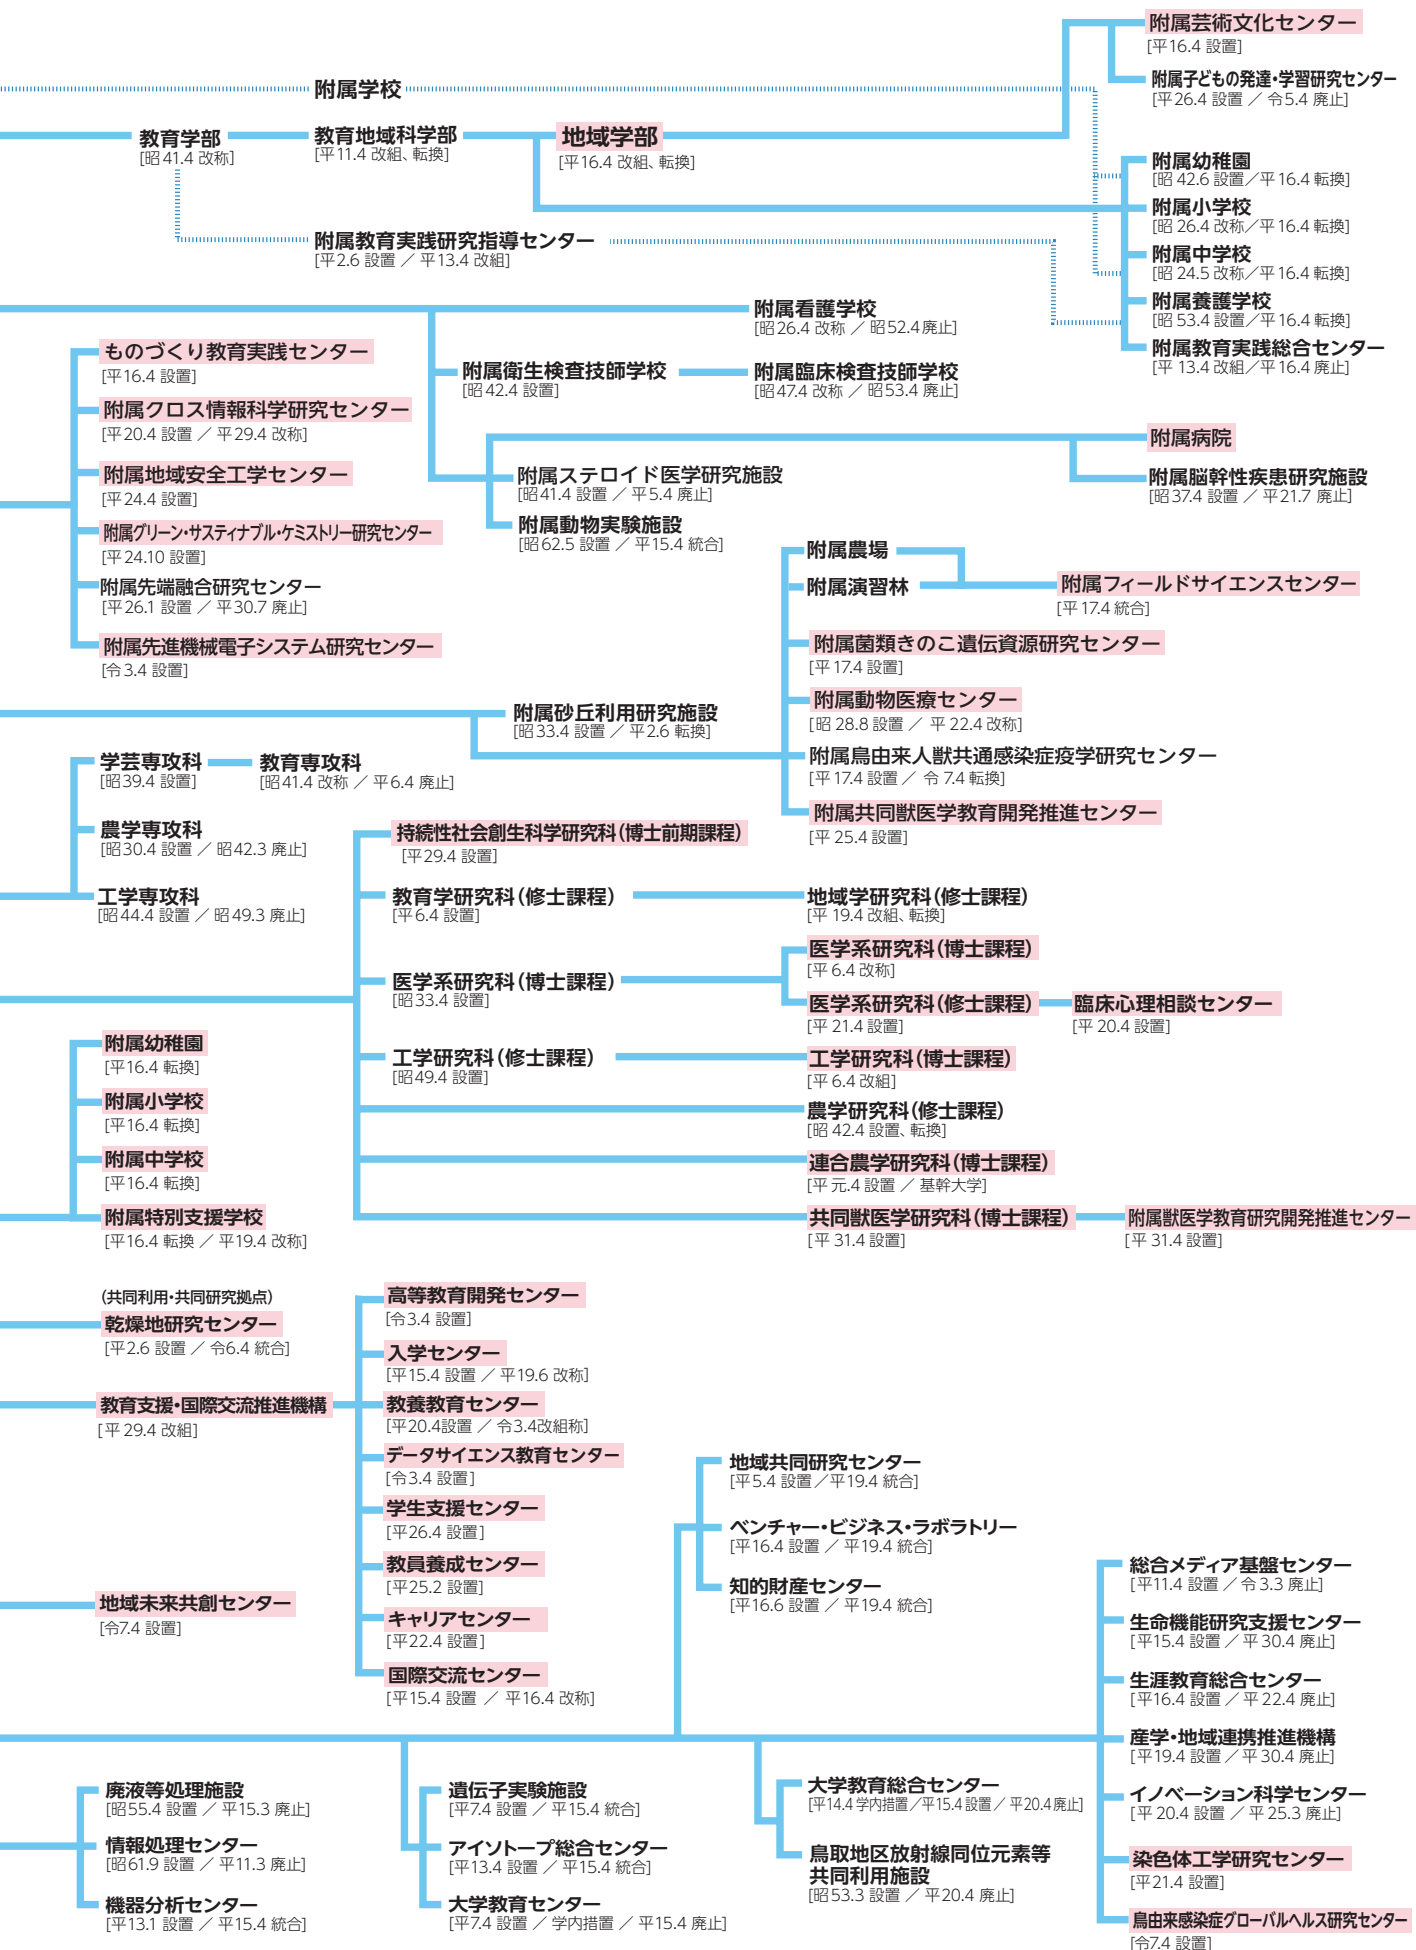 附属芸術文化センター
[平16.4 設置]
附属子どもの発達・学習研究センター
[平26.4 設置 ／ 令5.4 廃止]
附属学校
教育学部
[昭41.4 改称]
教育地域科学部
[平11.4 改組、転換]
地域学部
[平16.4 改組、転換]
附属幼稚園
[昭 42.6 設置／平16.4 転換]
附属小学校
[昭 26.4 改称／平16.4 転換]
附属中学校
[昭 24.5 改称／平16.4 転換]
附属養護学校
[昭 53.4 設置／平16.4 転換]
附属教育実践総合センター
[平 13.4 改組／平16.4 廃止]
附属教育実践研究指導センター
[平2.6 設置 ／ 平13.4 改組]
附属看護学校
[昭26.4 改称 ／ 昭52.4廃止]
附属衛生検査技師学校
[昭42.4 設置]
附属臨床検査技師学校
[昭47.4 改称 ／ 昭53.4 廃止]
ものづくり教育実践センター
[平16.4 設置]
附属クロス情報科学研究センター
[平20.4 設置 ／ 平29.4 改称]
附属地域安全工学センター
[平24.4 設置]
附属グリーン・サスティナブル・ケミストリー研究センター
[平24.10 設置]
附属先端融合研究センター
[平26.1 設置 ／ 平30.7 廃止]
附属先進機械電子システム研究センター
[令3.4 設置]
附属病院
附属脳幹性疾患研究施設
[昭37.4 設置 ／ 平21.7 廃止]
附属ステロイド医学研究施設
[昭41.4 設置 ／ 平5.4 廃止]
附属動物実験施設
[昭62.5 設置 ／ 平15.4 統合]
附属農場
附属演習林
附属フィールドサイエンスセンター
[平17.4 統合]
附属菌類きのこ遺伝資源研究センター
[平17.4 設置]
附属動物医療センター
[昭 28.8 設置 ／ 平 22.4 改称]
附属砂丘利用研究施設
[昭33.4 設置 ／ 平2.6 転換]
附属鳥由来人獣共通感染症疫学研究センター
[平17.4 設置 ／ 令 7.4 転換]
附属共同獣医学教育開発推進センター
[平 25.4 設置]
学芸専攻科
[昭39.4 設置]
教育専攻科
[昭41.4 改称 ／ 平6.4 廃止]
農学専攻科
[昭30.4 設置 ／ 昭42.3 廃止]
工学専攻科
[昭44.4 設置 ／ 昭49.3 廃止]
持続性社会創生科学研究科(博士前期課程)
[平29.4 設置]
教育学研究科(修士課程)
[平6.4 設置]
地域学研究科(修士課程)
[平 19.4 改組、転換]
医学系研究科(博士課程)
[昭33.4 設置]
医学系研究科(博士課程)
[平 6.4 改称]
医学系研究科(修士課程)
[平 21.4 設置]
臨床心理相談センター
[平 20.4 設置]
工学研究科(修士課程)
[昭49.4 設置]
工学研究科(博士課程)
[平 6.4 改組]
農学研究科(修士課程)
[昭 42.4 設置、転換]
連合農学研究科(博士課程)
[平 元.4 設置 ／ 基幹大学]
共同獣医学研究科(博士課程)
[平 31.4 設置]
附属獣医学教育研究開発推進センター
[平 31.4 設置]
附属幼稚園
[平16.4 転換]
附属小学校
[平16.4 転換]
附属中学校
[平16.4 転換]
附属特別支援学校
[平16.4 転換 ／ 平19.4 改称]
(共同利用・共同研究拠点)
乾燥地研究センター
[平2.6 設置 ／ 令6.4 統合]
教育支援・国際交流推進機構
[平 29.4 改組]
高等教育開発センター
[令3.4 設置]
入学センター
[平15.4 設置 ／ 平19.6 改称]
教養教育センター
[平20.4設置 ／ 令3.4改組称]
データサイエンス教育センター
[令3.4 設置]
学生支援センター
[平26.4 設置]
教員養成センター
[平25.2 設置]
キャリアセンター
[平22.4 設置]
国際交流センター
[平15.4 設置 ／ 平16.4 改称]
地域未来共創センター
[令7.4 設置]
地域共同研究センター
[平5.4 設置／平19.4 統合]
ベンチャー・ビジネス・ラボラトリー
[平16.4 設置 ／ 平19.4 統合]
知的財産センター
[平16.6 設置 ／ 平19.4 統合]
総合メディア基盤センター
[平11.4 設置 ／ 令 3.3 廃止]
生命機能研究支援センター
[平15.4 設置 ／ 平 30.4 廃止]
生涯教育総合センター
[平16.4 設置 ／ 平 22.4 廃止]
産学・地域連携推進機構
[平19.4 設置 ／ 平 30.4 廃止]
イノベーション科学センター
[平 20.4 設置 ／ 平 25.3 廃止]
染色体工学研究センター
[平21.4 設置]
鳥由来感染症グローバルヘルス研究センター
[令7.4 設置]
廃液等処理施設
[昭55.4 設置 ／ 平15.3 廃止]
情報処理センター
[昭61.9 設置 ／ 平11.3 廃止]
機器分析センター
[平13.1 設置 ／ 平15.4 統合]
遺伝子実験施設
[平7.4 設置 ／ 平15.4 統合]
アイソトープ総合センター
[平13.4 設置 ／ 平15.4 統合]
大学教育センター
[平7.4 設置 ／ 学内措置 ／ 平15.4 廃止]
大学教育総合センター
[平14.4 学内措置／平15.4 設置 ／ 平20.4 廃止]
鳥取地区放射線同位元素等
共同利用施設
[昭53.3 設置 ／ 平20.4 廃止]